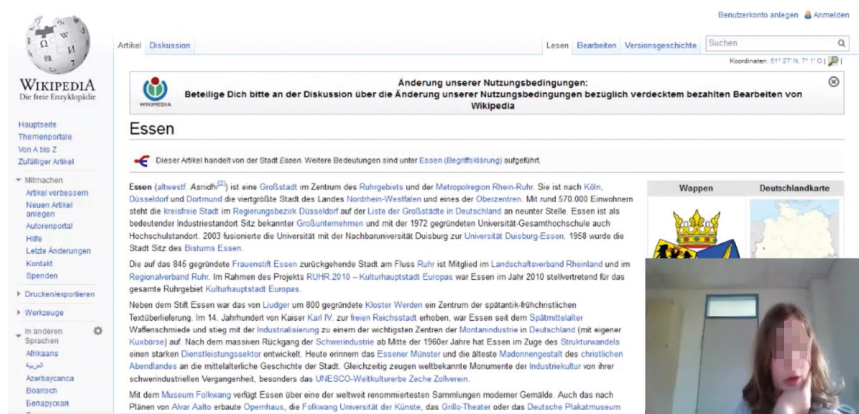 Benutzerkonto anlegen Anmelden
Artikel Diskussion Lesen Bearbeiten Versionsgeschichte Suchen
Koordinaten: 51° 27' N, 7° 1' O |
WIKIPEDIA
Die freie Enzyklopädie
Hauptseite
Themenportale
Von A bis Z
Zufälliger Artikel
Mitmachen
Artikel verbessern
Neuen Artikel
anlegen
Autorenportal
Hilfe
Letzte Änderungen
Kontakt
Spenden
Drucken/exportieren
Werkzeuge
In anderen
Sprachen
Afrikaans
العربية
Azərbaycanca
Boarisch
Беларуская
WIKIMEDIA
Änderung unserer Nutzungsbedingungen:
Beteilige Dich bitte an der Diskussion über die Änderung unserer Nutzungsbedingungen bezüglich verdecktem bezahlten Bearbeiten von
Wikipedia
Essen
Dieser Artikel handelt von der Stadt Essen. Weitere Bedeutungen sind unter Essen (Begriffsklärung) aufgeführt.
Essen (altwestf. Asnidhi[2]) ist eine Großstadt im Zentrum des Ruhrgebiets und der Metropolregion Rhein-Ruhr. Sie ist nach Köln,
Düsseldorf und Dortmund die viertgrößte Stadt des Landes Nordrhein-Westfalen und eines der Oberzentren. Mit rund 570.000 Einwohnern
steht die kreisfreie Stadt im Regierungsbezirk Düsseldorf auf der Liste der Großstädte in Deutschland an neunter Stelle. Essen ist als
bedeutender Industriestandort Sitz bekannter Großunternehmen und mit der 1972 gegründeten Universität-Gesamthochschule auch
Hochschulstandort. 2003 fusionierte die Universität mit der Nachbaruniversität Duisburg zur Universität Duisburg-Essen. 1958 wurde die
Stadt Sitz des Bistums Essen.
Die auf das 845 gegründete Frauenstift Essen zurückgehende Stadt am Fluss Ruhr ist Mitglied im Landschaftsverband Rheinland und im
Regionalverband Ruhr. Im Rahmen des Projekts RUHR.2010 – Kulturhauptstadt Europas war Essen im Jahr 2010 stellvertretend für das
gesamte Ruhrgebiet Kulturhauptstadt Europas.
Neben dem Stift Essen war das von Liudger um 800 gegründete Kloster Werden ein Zentrum der spätantik-frühchristlichen
Textüberlieferung. Im 14. Jahrhundert von Kaiser Karl IV. zur freien Reichsstadt erhoben, war Essen seit dem Spätmittelalter
Waffenschmiede und stieg mit der Industrialisierung zu einem der wichtigsten Zentren der Montanindustrie in Deutschland (mit eigener
Kuxbörse) auf. Nach dem massiven Rückgang der Schwerindustrie ab Mitte der 1960er Jahre hat Essen im Zuge des Strukturwandels
einen starken Dienstleistungssektor entwickelt. Heute erinnern das Essener Münster und die älteste Madonnengestalt des christlichen
Abendlandes an die mittelalterliche Geschichte der Stadt. Gleichzeitig zeugen weltbekannte Monumente der Industriekultur von ihrer
schwerindustriellen Vergangenheit, besonders das UNESCO-Weltkulturerbe Zeche Zollverein.
Mit dem Museum Folkwang verfügt Essen über eine der weltweit renommiertesten Sammlungen moderner Gemälde. Auch das nach
Plänen von Alvar Aalto erbaute Opernhaus, die Folkwang Universität der Künste, das Grillo-Theater oder das Deutsche Plakatmuseum
Wappen Deutschlandkarte